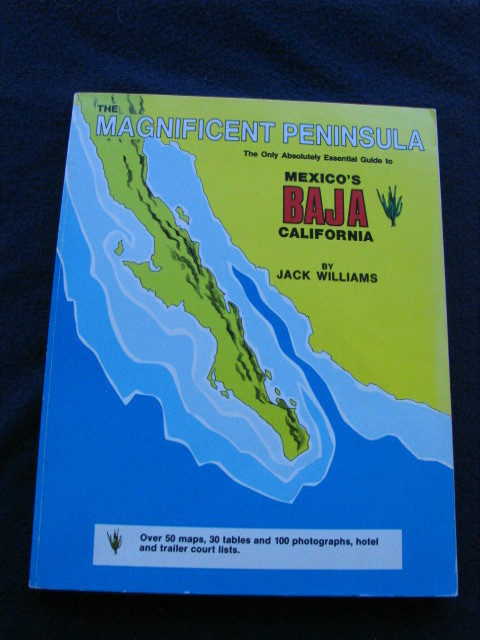 THE
MAGNIFICENT PENINSULA
The Only Absolutely Essential Guide to
MEXICO'S
BAJA
CALIFORNIA
BY
JACK WILLIAMS
Over 50 maps, 30 tables and 100 photographs, hotel
and trailer court lists.